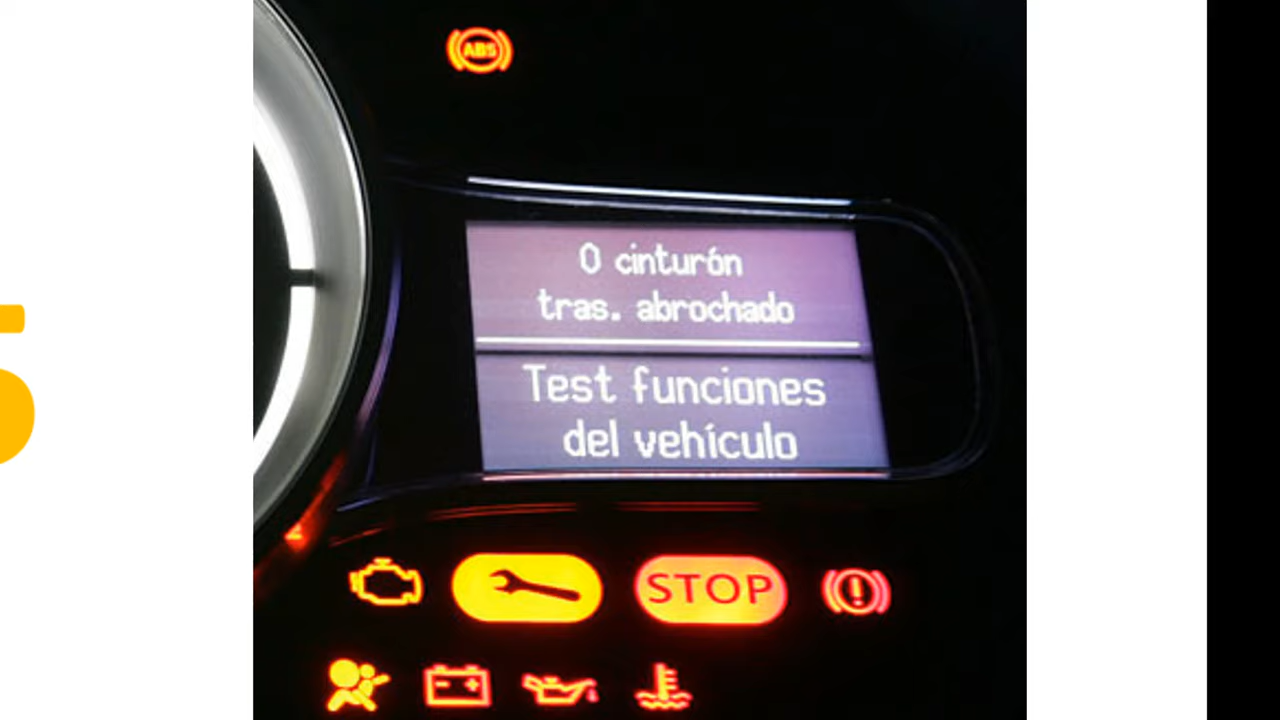 ABS
0 cinturón
tras. abrochado
Test funciones
del vehículo
STOP